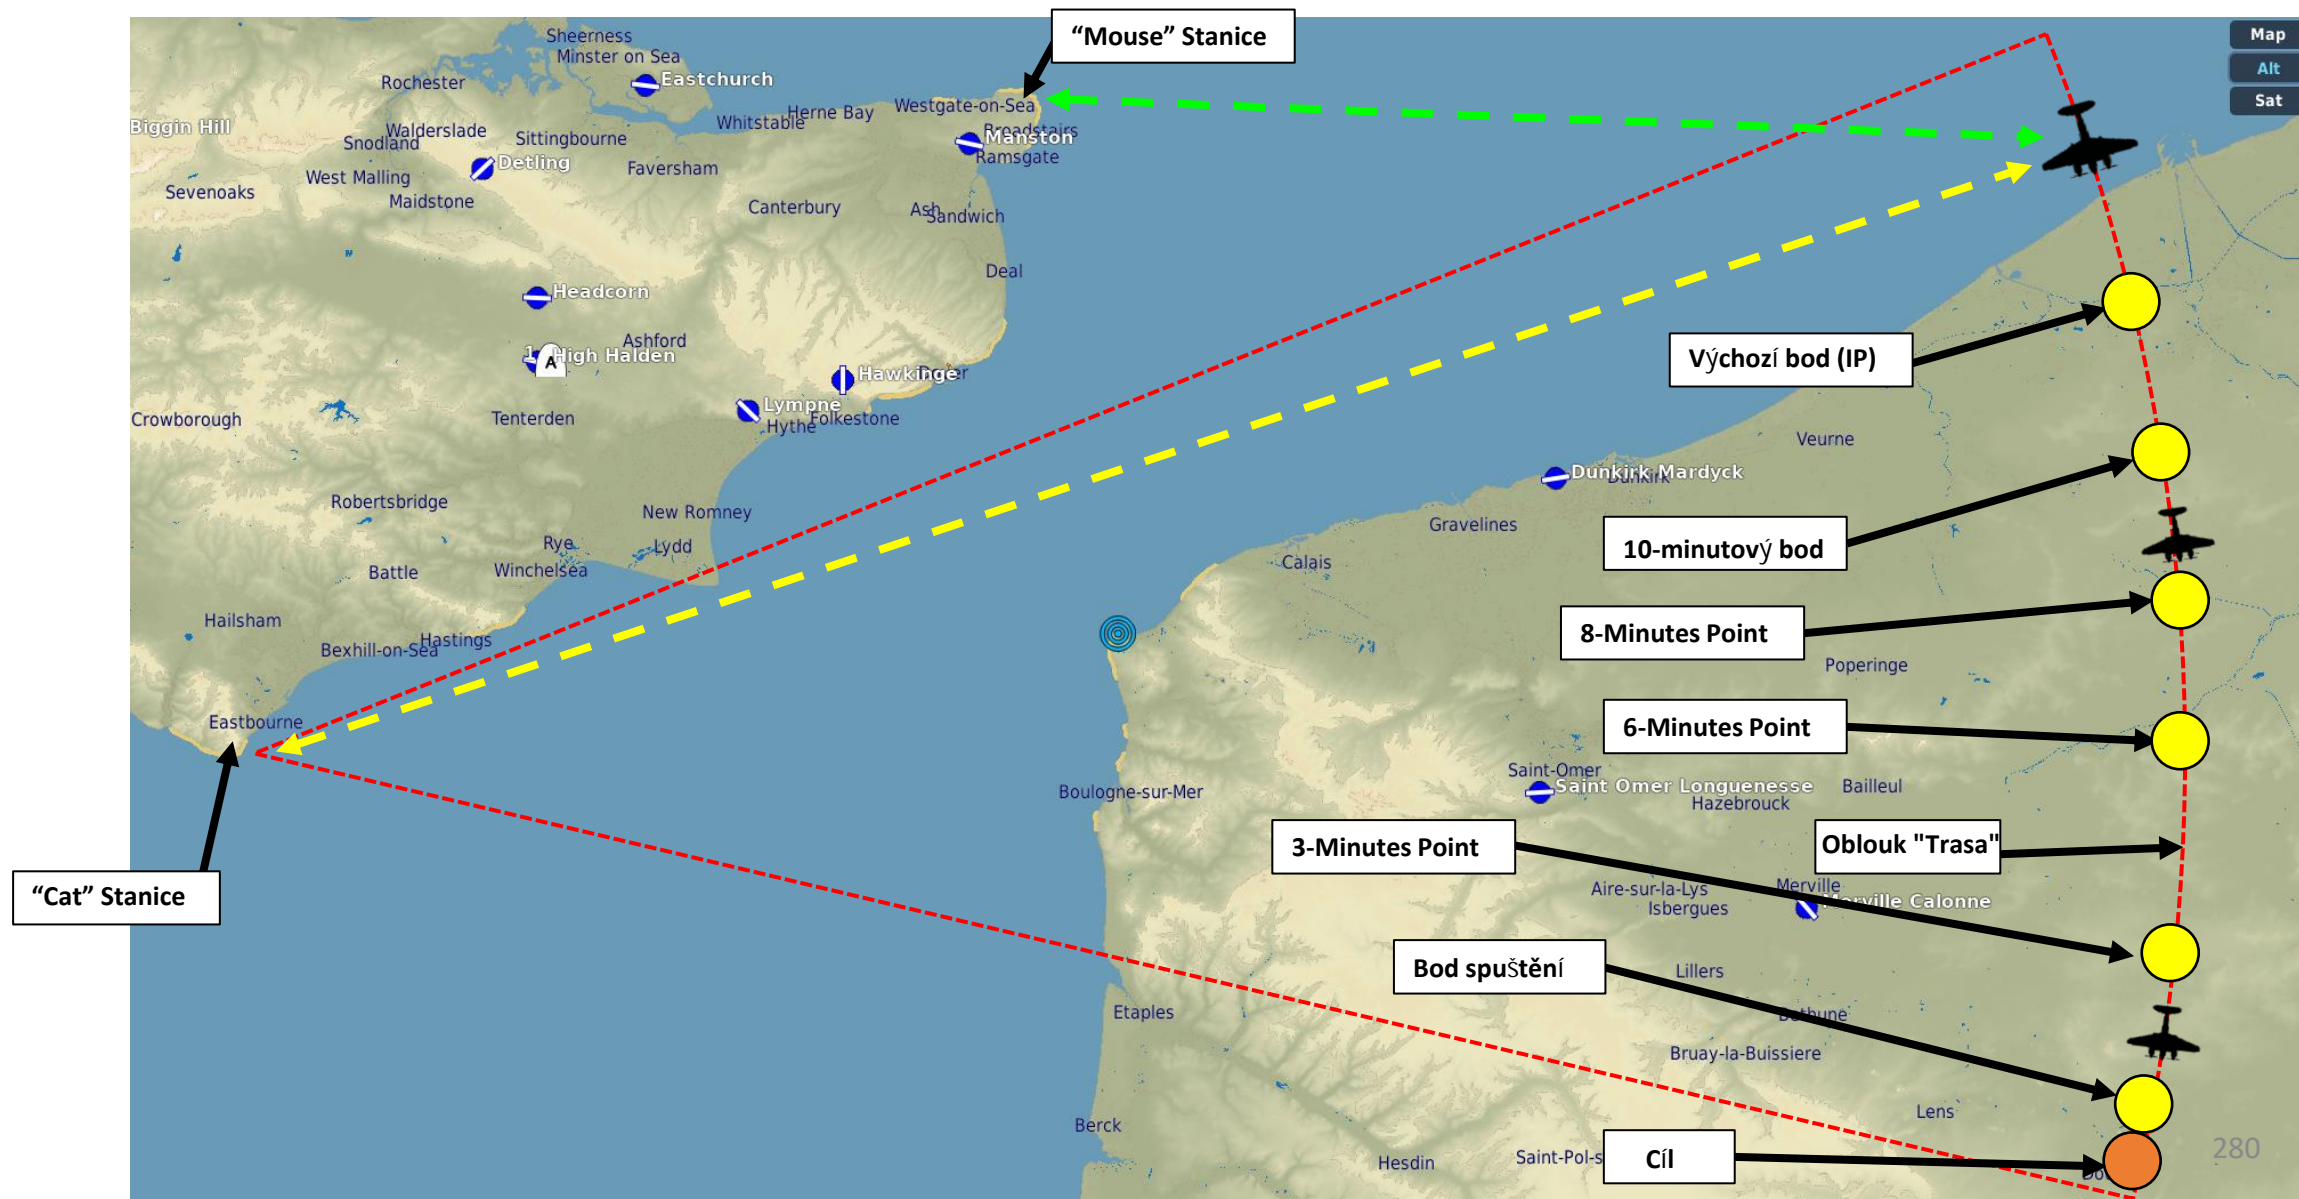 “Mouse” Stanice
Map
Alt
Sat
Sheerness
Minster on Sea
Eastchurch
Rochester
Herne Bay
Westgate-on-Sea
Whitstable
Biggin Hill
Walderslade
Snodland
Sittingbourne
Broadstairs
Manston
Ramsgate
Detling
Faversham
West Malling
Sevenoaks
Maidstone
Canterbury
Ash
Sandwich
Deal
Headcorn
Ashford
1
High Halden
A
Hawkinge
Lympne
Hythe
Folkestone
Crowborough
Tenterden
Výchozí bod (IP)
Veurne
Dunkirk Mardyck
Dunkirk
Gravelines
Robertsbridge
New Romney
Rye
Lydd
Winchelsea
Battle
Calais
10-minutový bod
Hailsham
Hastings
Bexhill-on-Sea
8-Minutes Point
Poperinge
Eastbourne
6-Minutes Point
Saint-Omer
Saint Omer Longuenesse
Bailleul
Hazebrouck
Boulogne-sur-Mer
3-Minutes Point
Oblouk "Trasa"
“Cat” Stanice
Aire-sur-la-Lys
Merville
Isbergues
Merville Calonne
Bod spuštění
Lillers
Etaples
Bethune
Bruay-la-Buissiere
Lens
Berck
Cíl
Hesdin
280